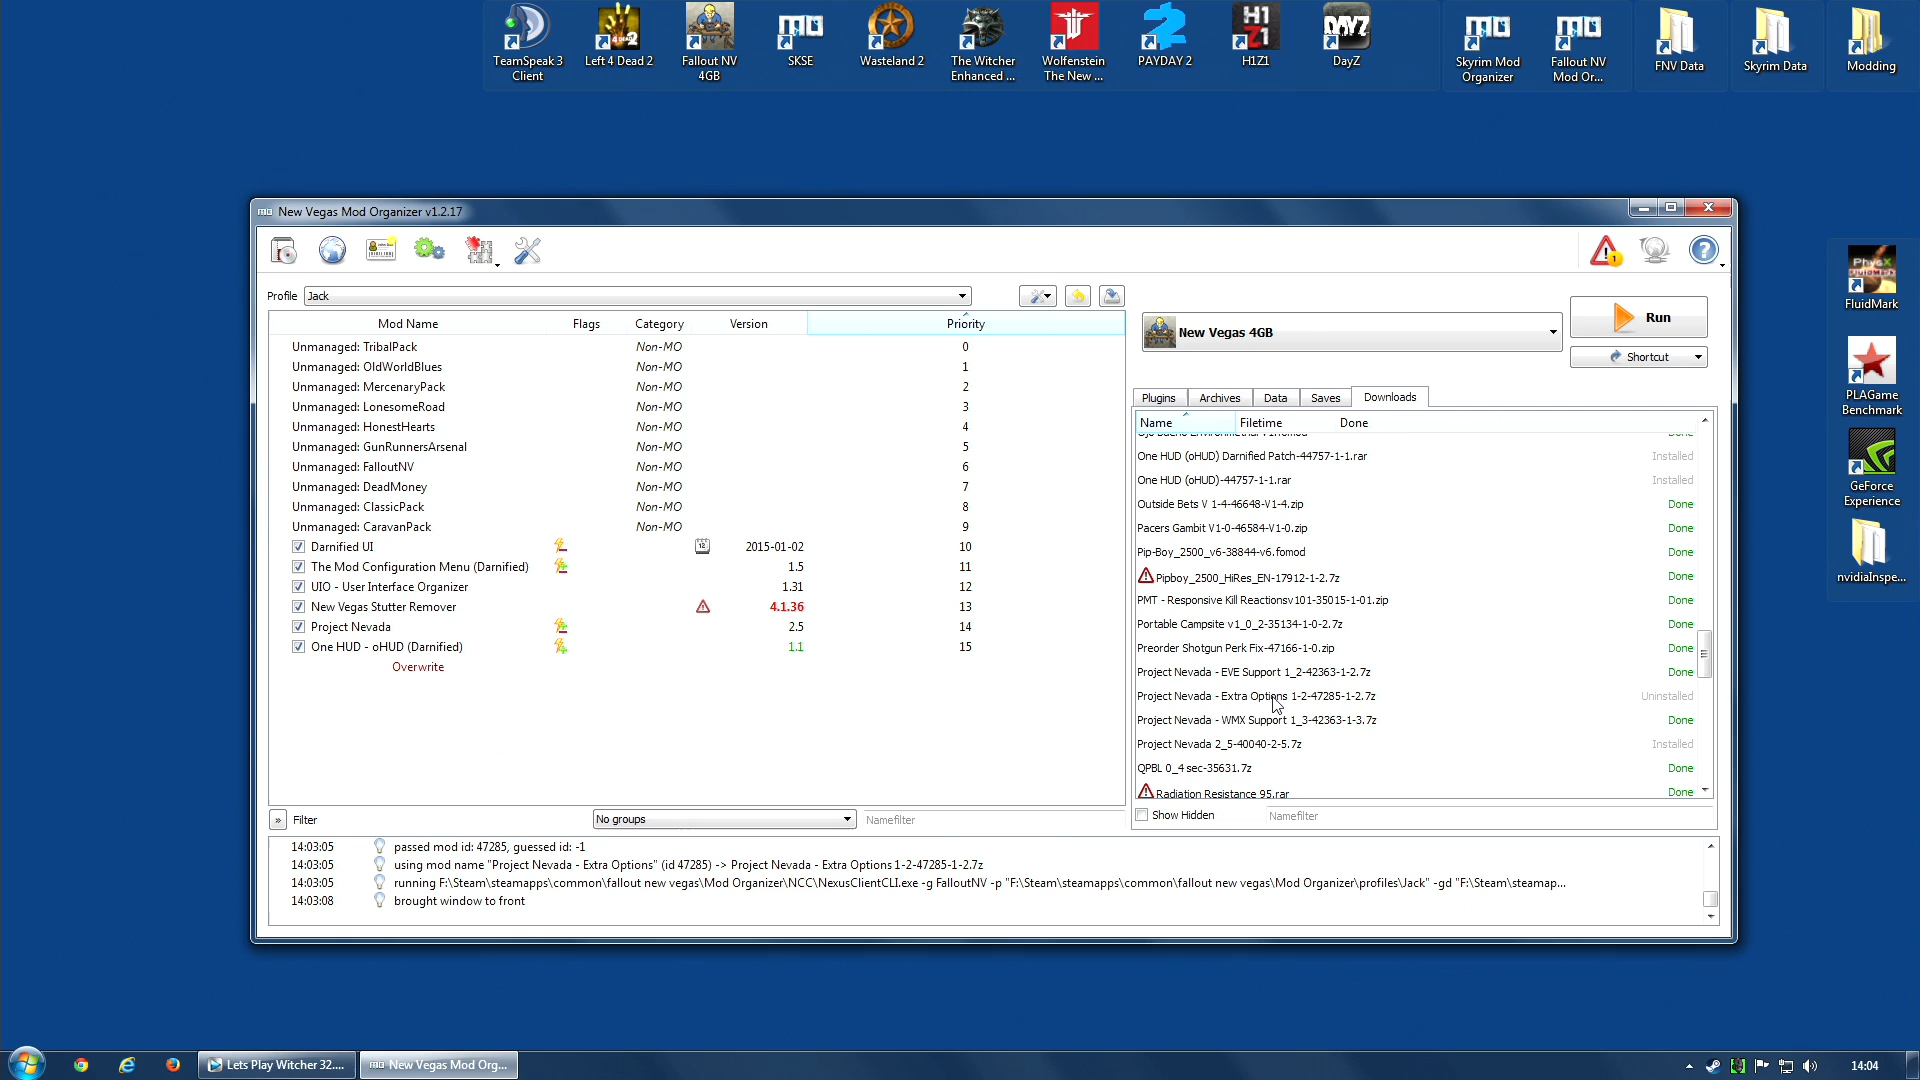 TeamSpeak 3 Client
Left 4 Dead 2
Fallout NV 4GB
SKSE
Wasteland 2
The Witcher Enhanced ...
Wolfenstein The New ...
PAYDAY 2
H1Z1
DayZ
Skyrim Mod Organizer
Fallout NV Mod Or...
FNV Data
Skyrim Data
Modding
New Vegas Mod Organizer v1.2.17
Profile Jack
Mod Name Flags Category Version Priority
Unmanaged: TribalPack Non-MO 0
Unmanaged: OldWorldBlues Non-MO 1
Unmanaged: MercenaryPack Non-MO 2
Unmanaged: LonesomeRoad Non-MO 3
Unmanaged: HonestHearts Non-MO 4
Unmanaged: GunRunnersArsenal Non-MO 5
Unmanaged: FalloutNV Non-MO 6
Unmanaged: DeadMoney Non-MO 7
Unmanaged: ClassicPack Non-MO 8
Unmanaged: CaravanPack Non-MO 9
Darnified UI 2015-01-02 10
The Mod Configuration Menu (Darnified) 1.5 11
UIO - User Interface Organizer 1.31 12
New Vegas Stutter Remover 4.1.36 13
Project Nevada 2.5 14
One HUD - oHUD (Darnified) 1.1 15
Overwrite
» Filter No groups Namefilter
New Vegas 4GB
Run
Shortcut
Plugins Archives Data Saves Downloads
Name Filetime Done
One HUD (oHUD) Darnified Patch-44757-1-1.rar Installed
One HUD (oHUD)-44757-1-1.rar Installed
Outside Bets V 1-4-46648-V1-4.zip Done
Pacers Gambit V1-0-46584-V1-0.zip Done
Pip-Boy_2500_v6-38844-v6.fomod Done
Pipboy_2500_HiRes_EN-17912-1-2.7z Done
PMT - Responsive Kill Reactionsv101-35015-1-01.zip Done
Portable Campsite v1_0_2-35134-1-0-2.7z Done
Preorder Shotgun Perk Fix-47166-1-0.zip Done
Project Nevada - EVE Support 1_2-42363-1-2.7z Done
Project Nevada - Extra Options 1-2-47285-1-2.7z Uninstalled
Project Nevada - WMX Support 1_3-42363-1-3.7z Done
Project Nevada 2_5-40040-2-5.7z Installed
QPBL 0_4 sec-35631.7z Done
Radiation Resistance 95.rar Done
Show Hidden Namefilter
14:03:05 passed mod id: 47285, guessed id: -1
14:03:05 using mod name "Project Nevada - Extra Options" (id 47285) -> Project Nevada - Extra Options 1-2-47285-1-2.7z
14:03:05 running F:\Steam\steamapps\common\fallout new vegas\Mod Organizer\NCC\NexusClientCLI.exe -g FalloutNV -p "F:\Steam\steamapps\common\fallout new vegas\Mod Organizer\profiles\Jack" -gd "F:\Steam\steamap...
14:03:08 brought window to front
FluidMark
PLAGame Benchmark
GeForce Experience
nvidiaInspe...
Lets Play Witcher 32....
New Vegas Mod Org...
14:04